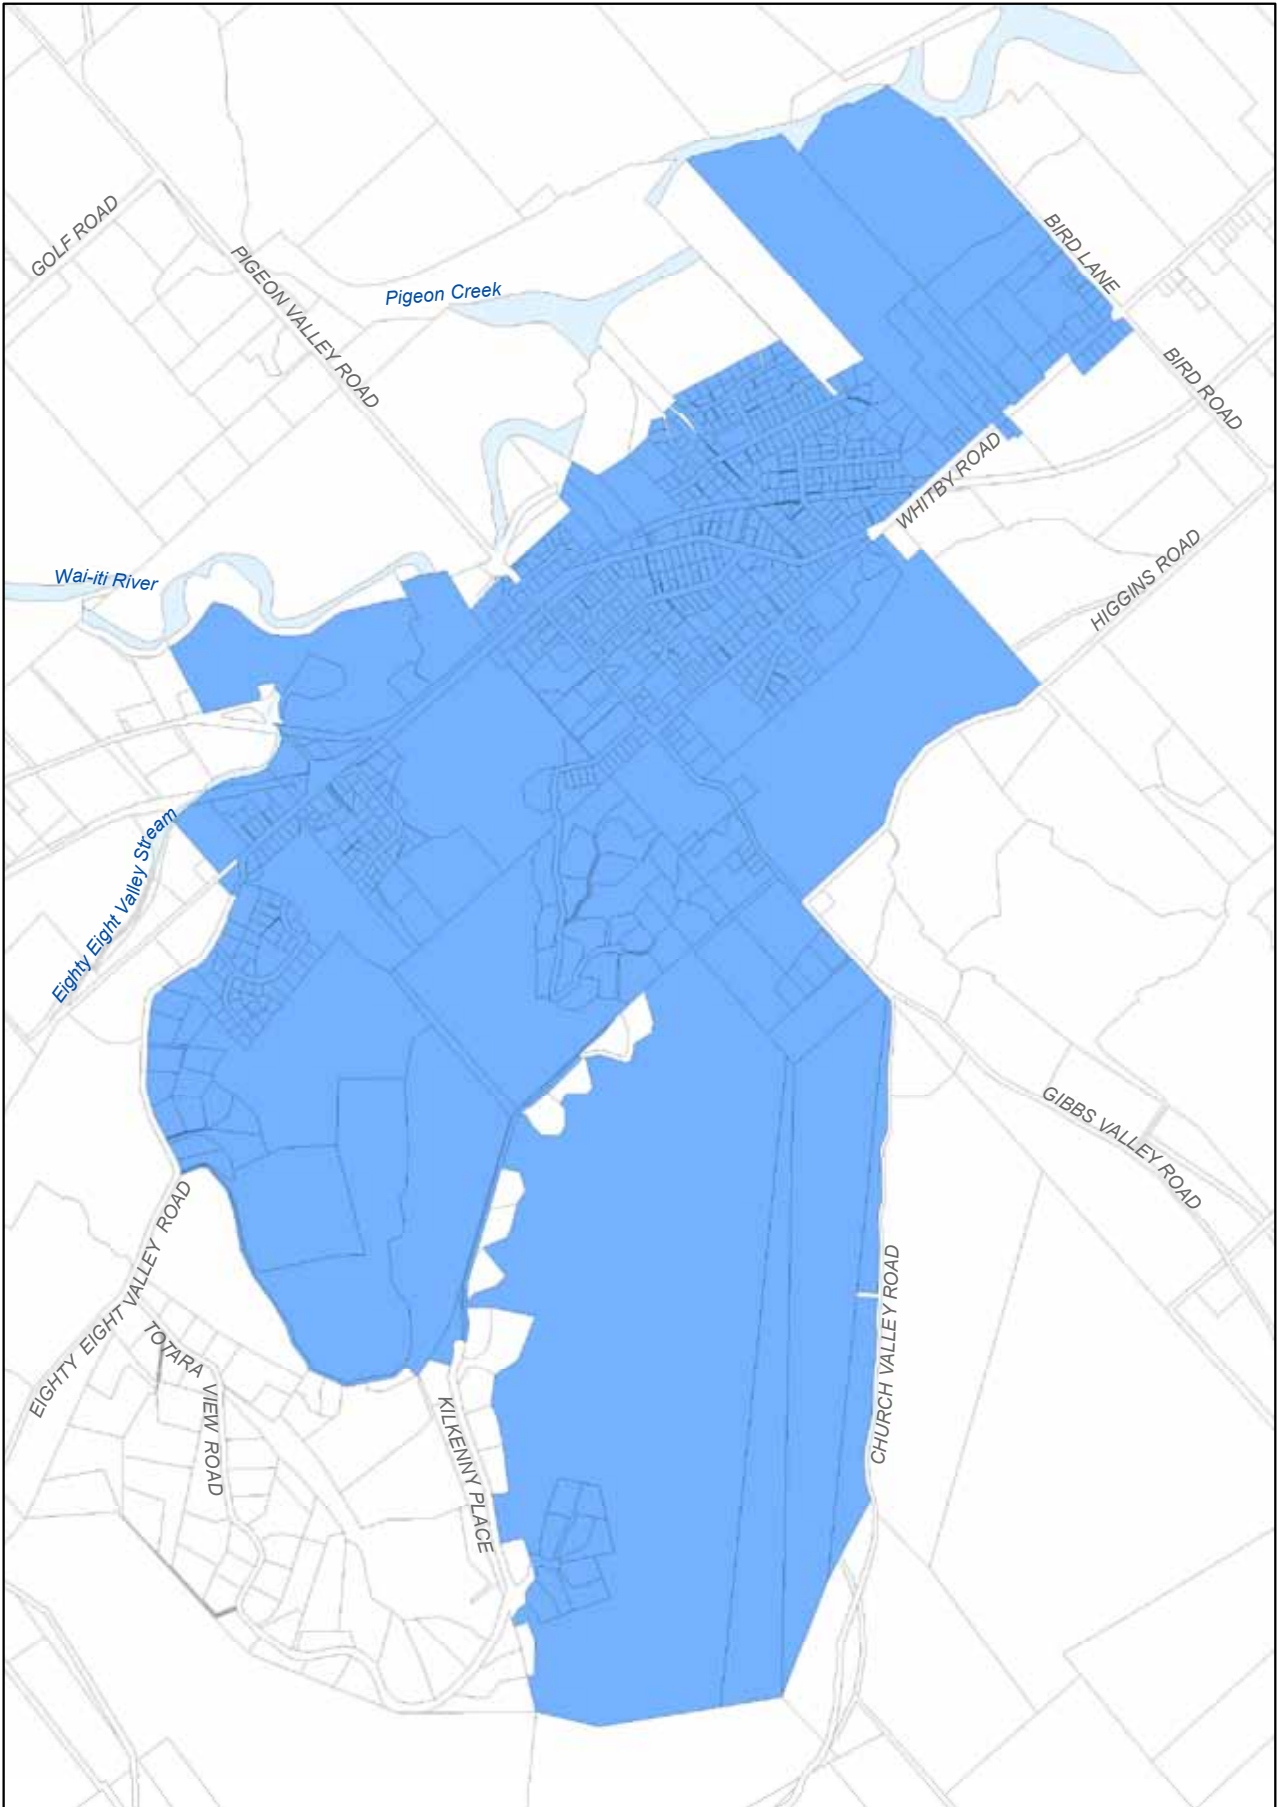 GOLF ROAD
PIGEON VALLEY ROAD
Pigeon Creek
BIRD LANE
BIRD ROAD
WHITBY ROAD
HIGGINS ROAD
Wai-iti River
Eighty Eight Valley Stream
GIBBS VALLEY ROAD
EIGHTY EIGHT VALLEY ROAD
TOTARA VIEW ROAD
KILKENNY PLACE
CHURCH VALLEY ROAD